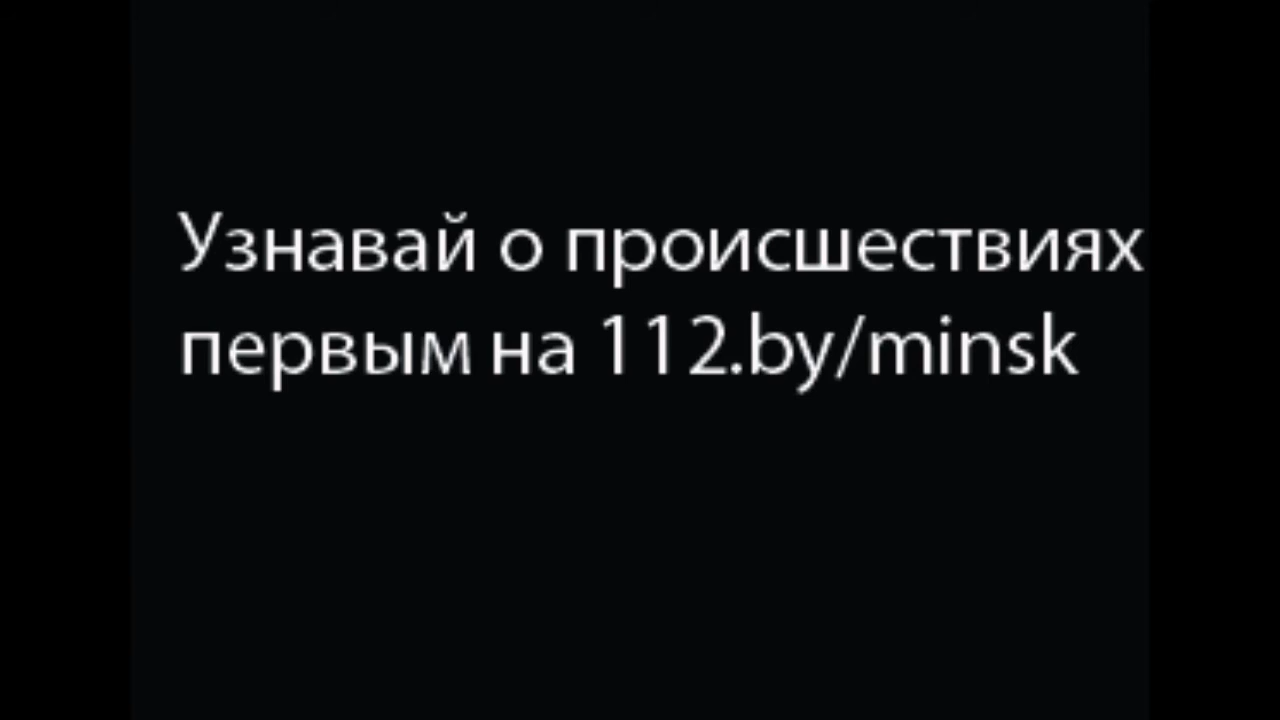 Узнавай о происшествиях
первым на 112.by/minsk